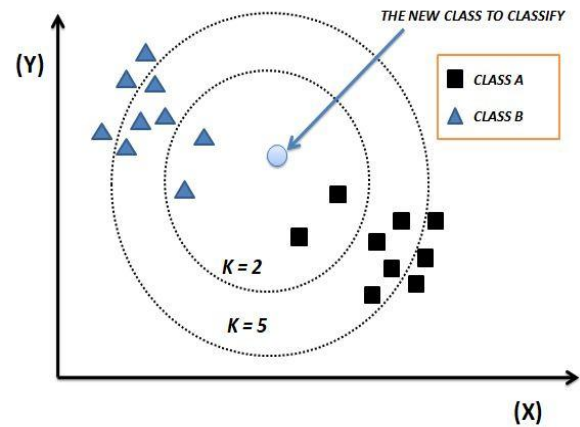 THE NEW CLASS TO CLASSIFY
(Y)
CLASS A
CLASS B
K = 2
K = 5
(X)